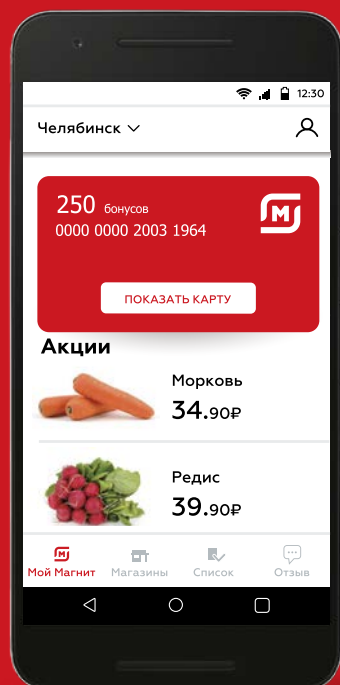 12:30
Челябинск
250 бонусов
0000 0000 2003 1964
М
ПОКАЗАТЬ КАРТУ
Акции
Морковь
34.90₽
Редис
39.90₽
М
Мой Магнит Магазины Список Отзыв